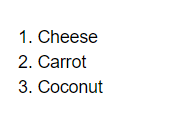 1. Cheese
2. Carrot
3. Coconut